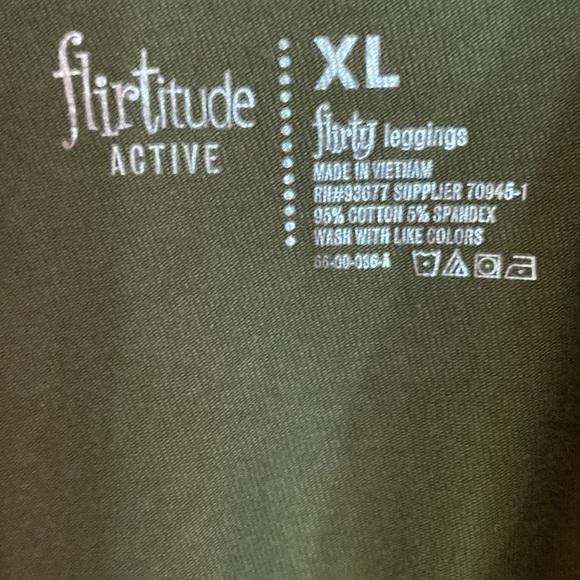 flirtitude
ACTIVE
XL
flirty leggings
MADE IN VIETNAM
RN#93677 SUPPLIER 70945-1
95% COTTON 5% SPANDEX
WASH WITH LIKE COLORS
66-00-036-A